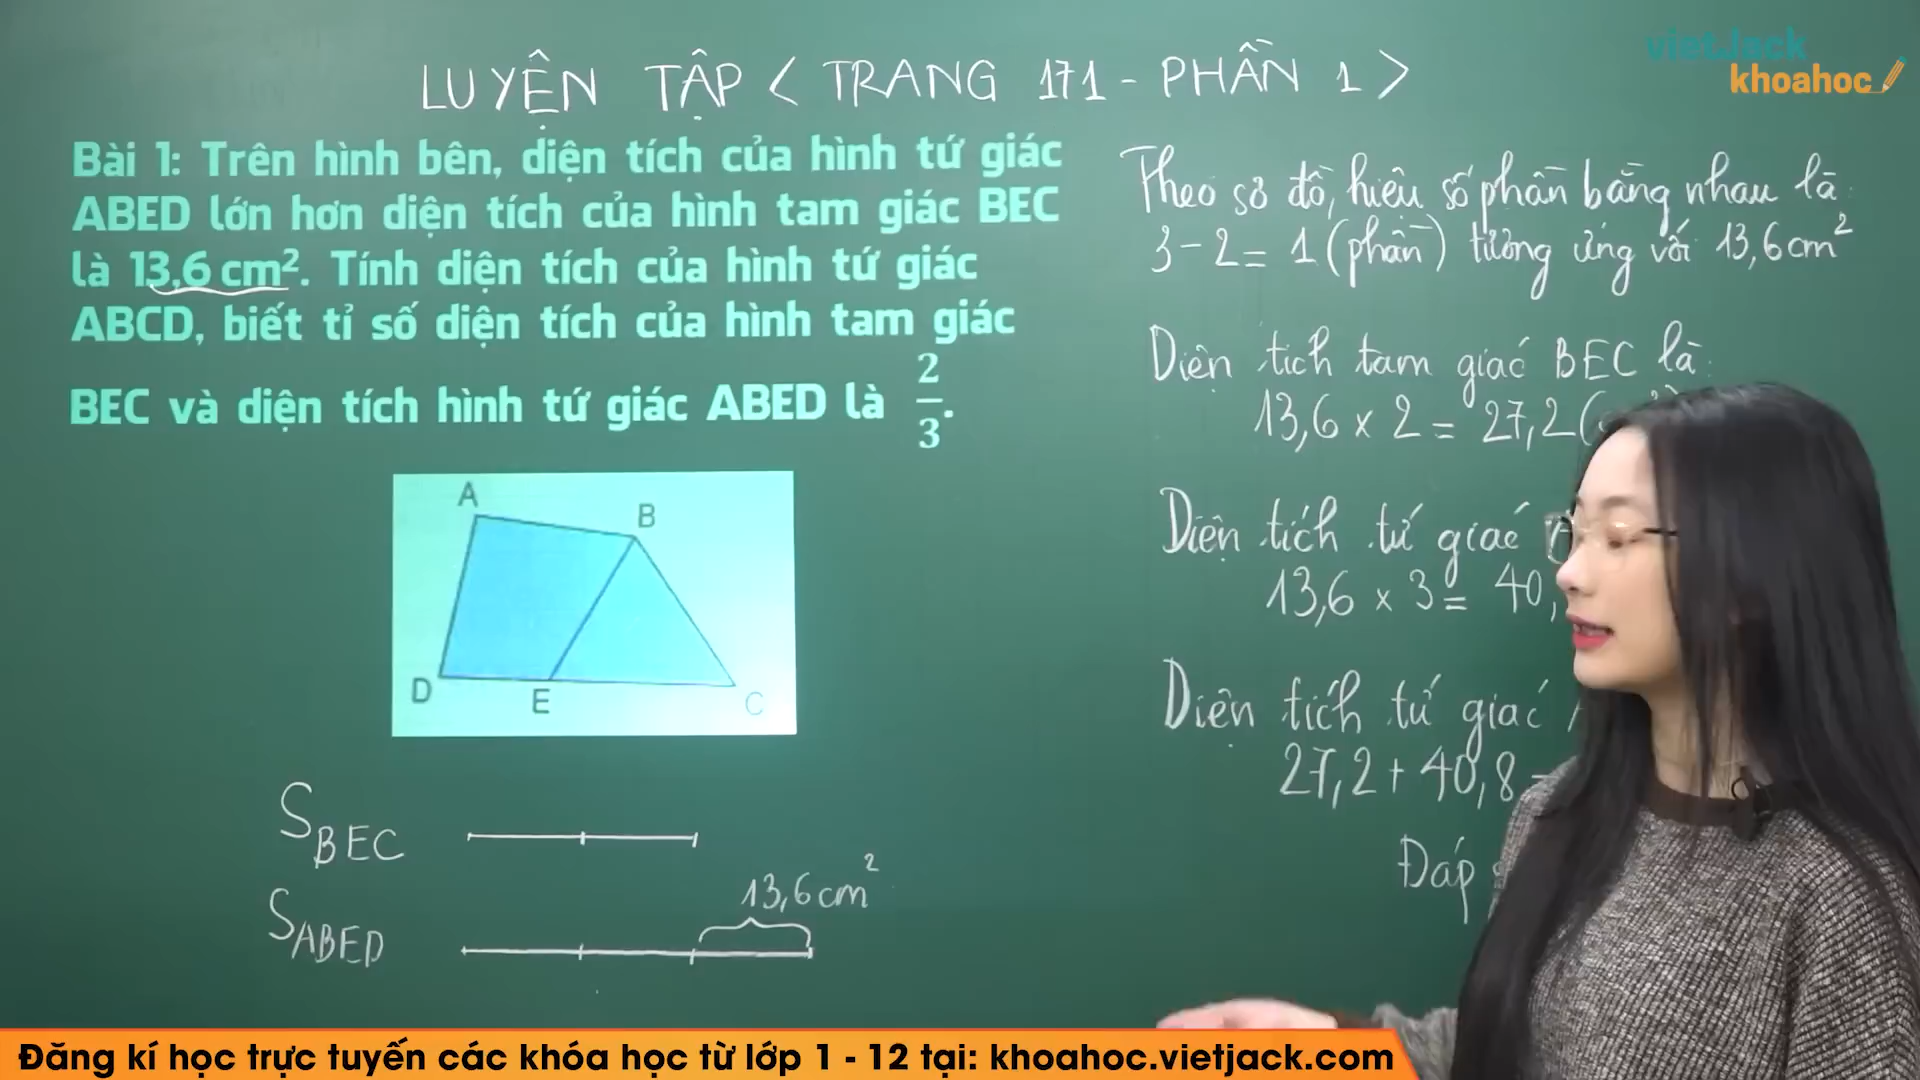 vietJack
khoahoc
LUYỆN TẬP < TRANG 171 - PHẦN 1 >
Bài 1: Trên hình bên, diện tích của hình tứ giác
ABED lớn hơn diện tích của hình tam giác BEC
là 13,6 cm². Tính diện tích của hình tứ giác
ABCD, biết tỉ số diện tích của hình tam giác
BEC và diện tích hình tứ giác ABED là 2/3.
A
B
D
E
C
S BEC
S ABED
13,6cm²
Theo sơ đồ, hiệu số phần bằng nhau là:
3 - 2 = 1 (phần) tương ứng với 13,6cm²
Diện tích tam giác BEC là:
13,6 x 2 = 27,2 (
Diện tích tứ giác
13,6 x 3 = 40,
Diện tích tứ giác
27,2 + 40,8 =
Đáp
Đăng kí học trực tuyến các khóa học từ lớp 1 - 12 tại: khoahoc.vietjack.com